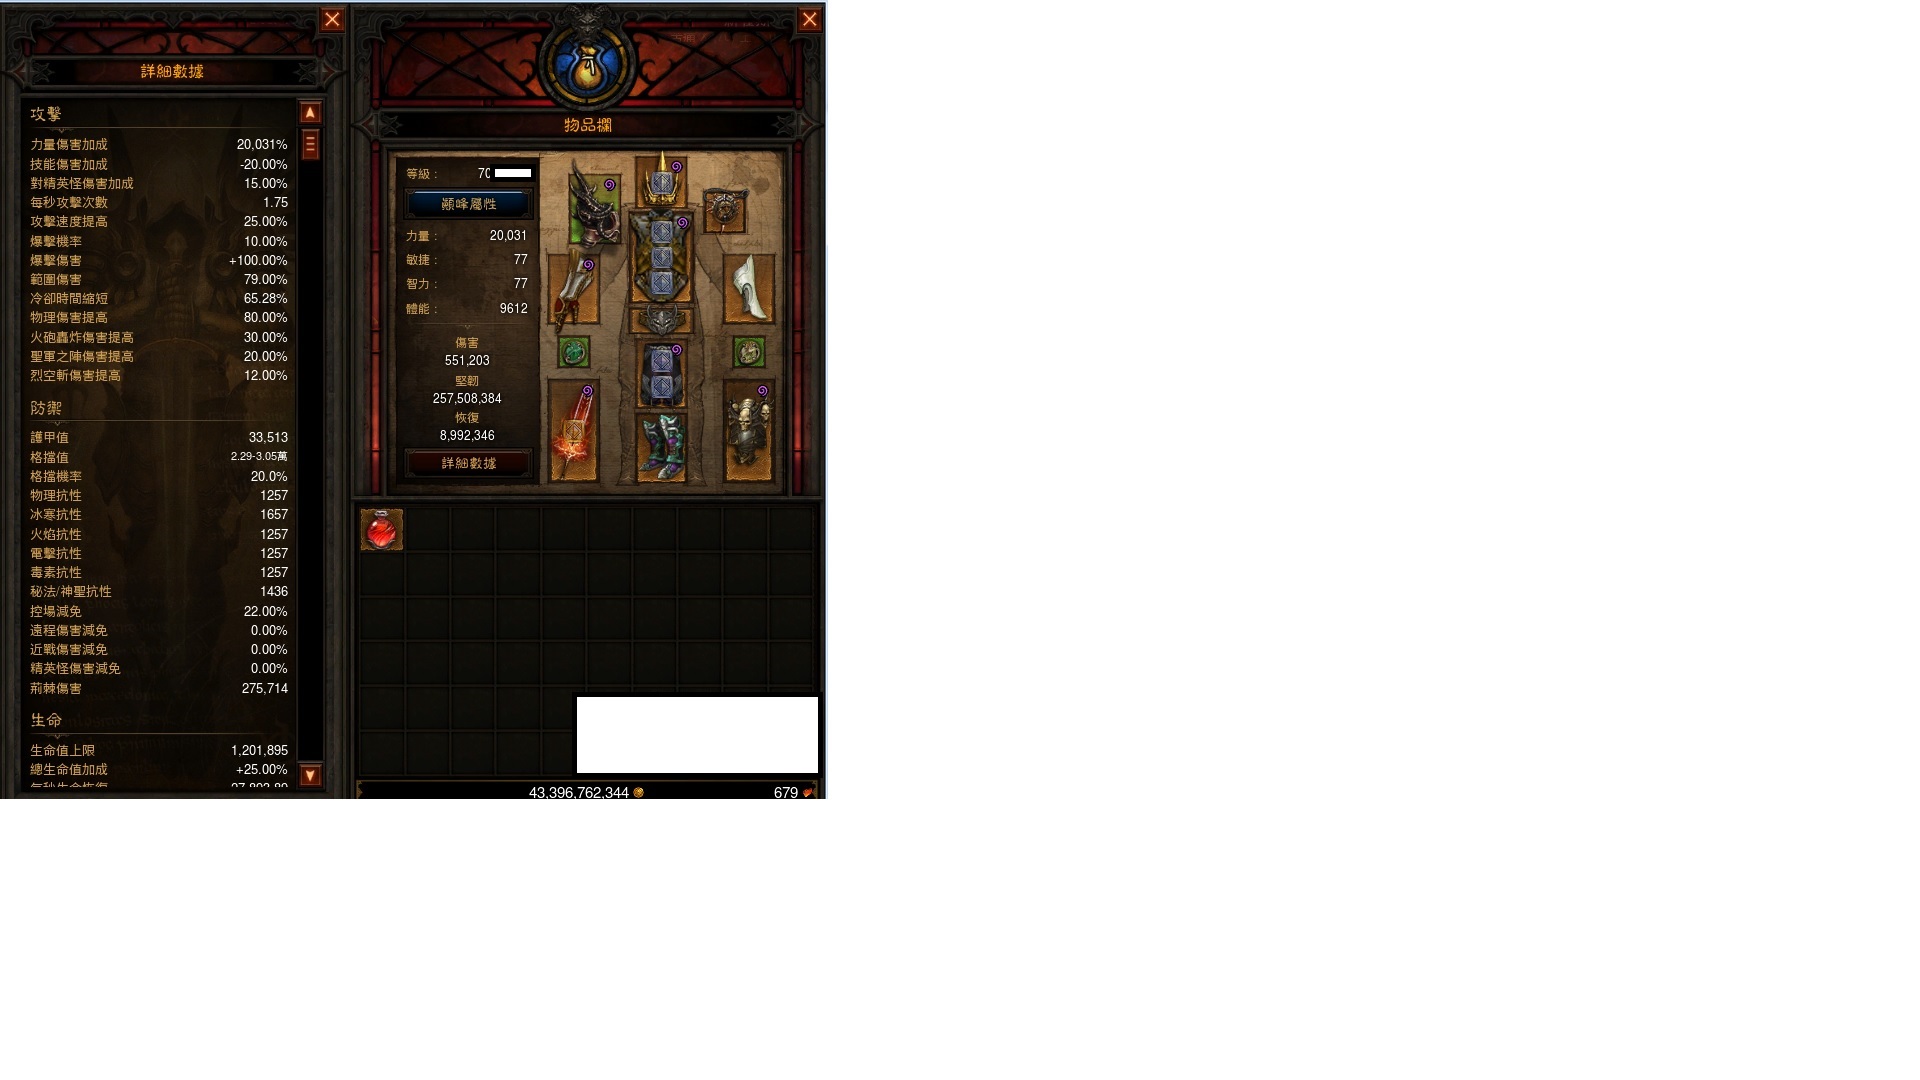 詳細數據
攻擊
力量傷害加成 20,031%
技能傷害加成 -20.00%
對精英怪傷害加成 15.00%
每秒攻擊次數 1.75
攻擊速度提高 25.00%
爆擊機率 10.00%
爆擊傷害 +100.00%
範圍傷害 79.00%
冷卻時間縮短 65.28%
物理傷害提高 80.00%
火砲轟炸傷害提高 30.00%
聖軍之陣傷害提高 20.00%
烈空斬傷害提高 12.00%
防禦
護甲值 33,513
格擋值 2.29-3.05萬
格擋機率 20.0%
物理抗性 1257
冰寒抗性 1657
火焰抗性 1257
電擊抗性 1257
毒素抗性 1257
秘法/神聖抗性 1436
控場減免 22.00%
遠程傷害減免 0.00%
近戰傷害減免 0.00%
精英怪傷害減免 0.00%
荊棘傷害 275,714
生命
生命值上限 1,201,895
總生命值加成 +25.00%
每秒生命恢復 27,893.89
物品欄
等級： 70
巔峰屬性
力量： 20,031
敏捷： 77
智力： 77
體能： 9612
傷害
551,203
堅韌
257,508,384
恢復
8,992,346
詳細數據
43,396,762,344
679